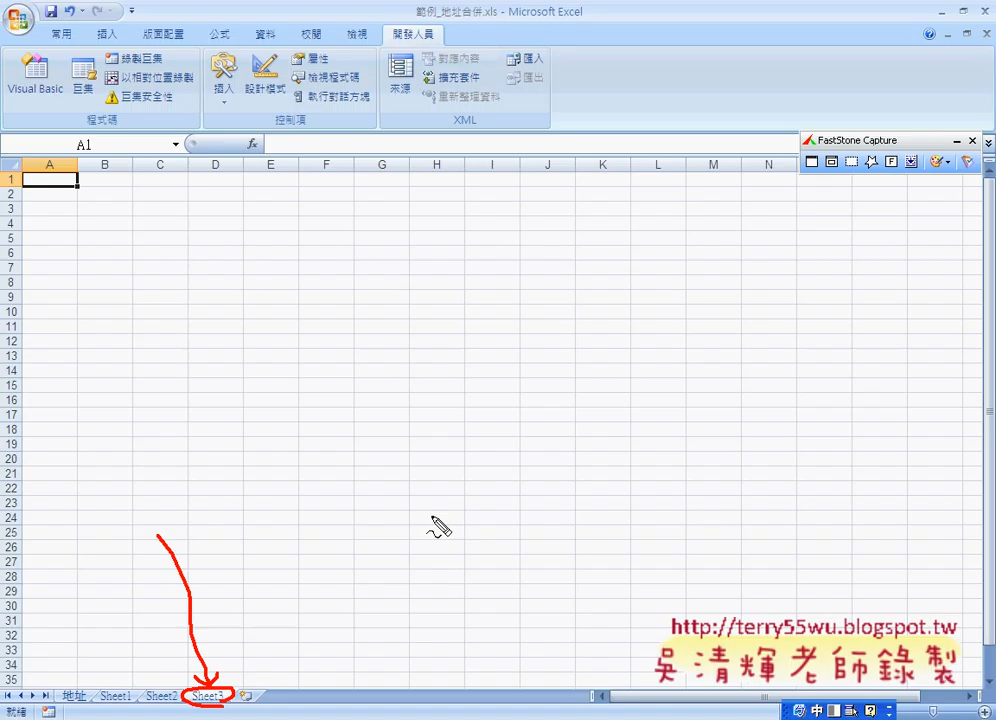 範例_地址合併.xls - Microsoft Excel
常用 插入 版面配置 公式 資料 校閱 檢視 開發人員
Visual Basic
巨集
錄製巨集
以相對位置錄製
巨集安全性
程式碼
插入
設計模式
屬性
檢視程式碼
執行對話方塊
控制項
來源
對應內容
擴充套件
重新整理資料
匯入
匯出
XML
A1
fx
FastStone Capture
A B C D E F G H I J K L M N
1
2
3
4
5
6
7
8
9
10
11
12
13
14
15
16
17
18
19
20
21
22
23
24
25
26
27
28
29
30
31
32
33
34
35
http://terry55wu.blogspot.tw
吳清輝老師錄製
地址 Sheet1 Sheet2 Sheet3
就緒
中